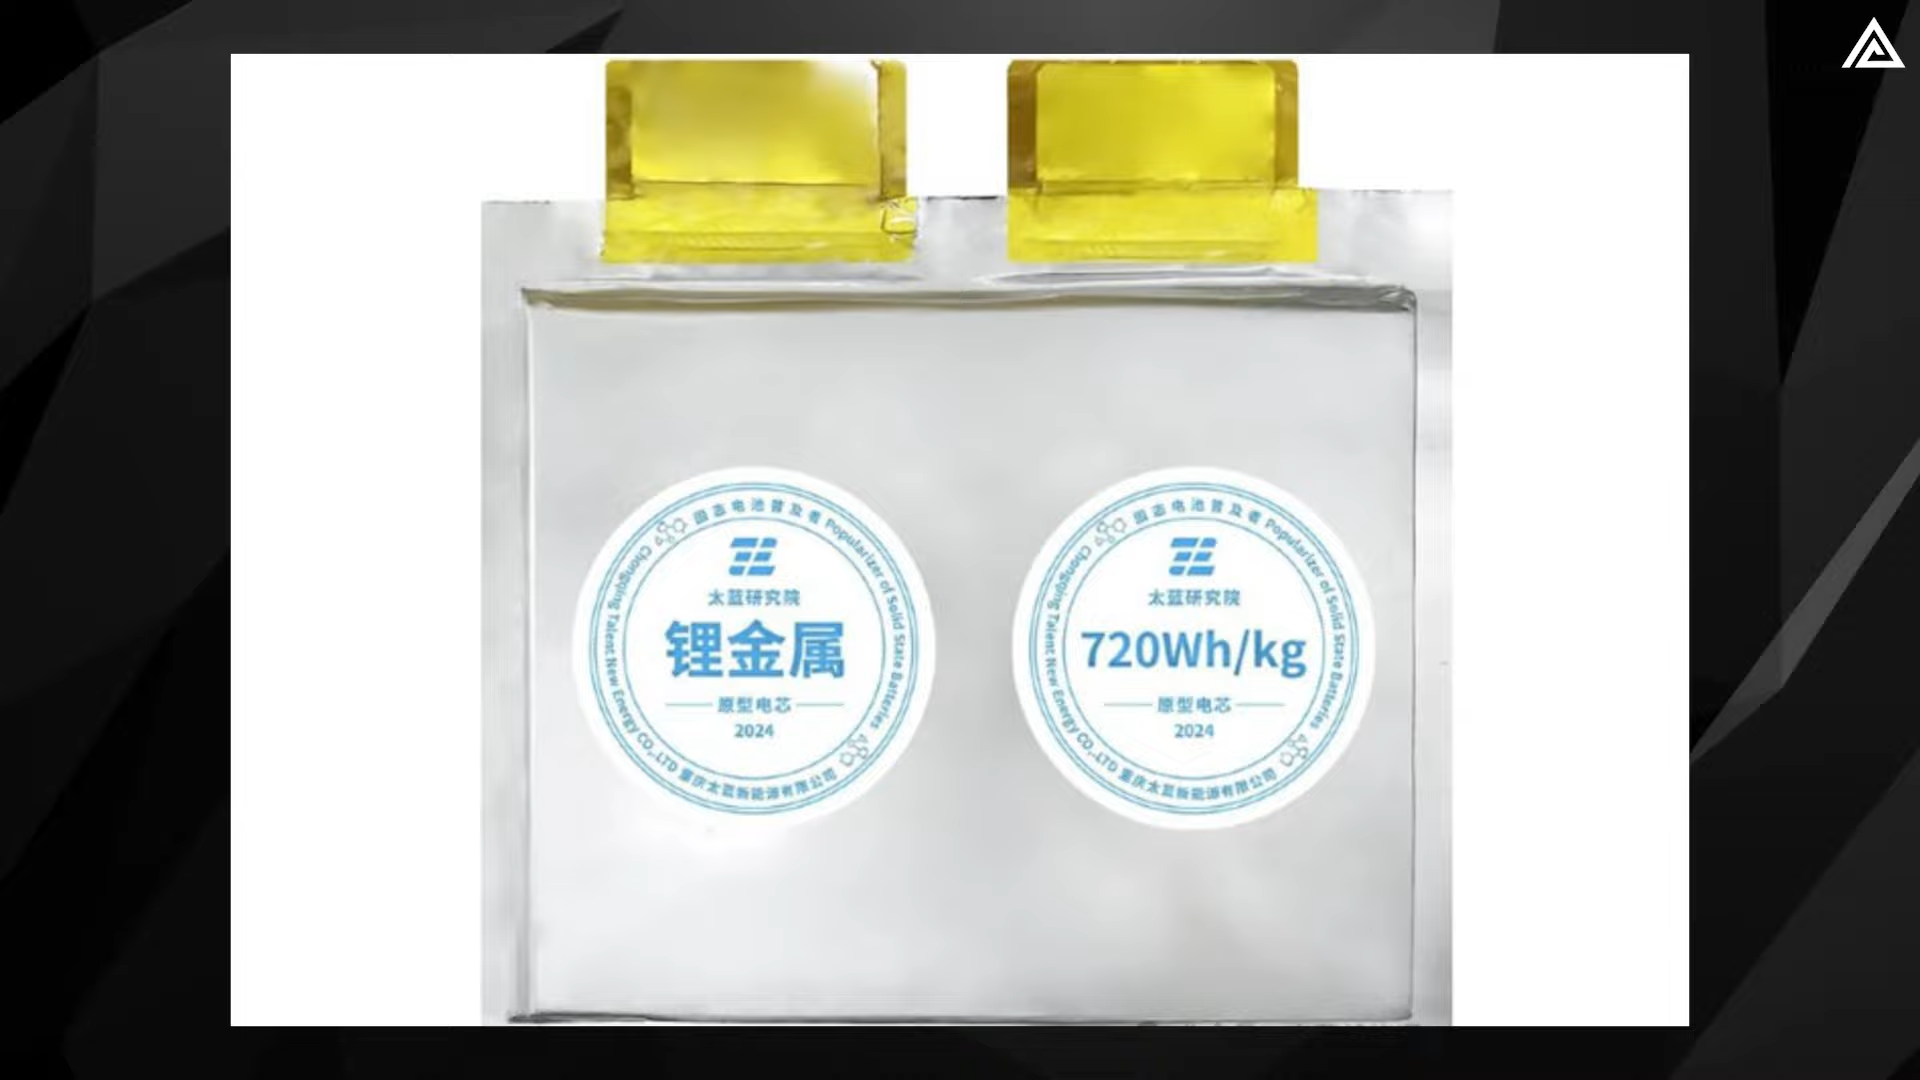 固态电池普及者 Popularizer of Solid State Batteries
太蓝研究院
锂金属
原型电芯
2024
Chongqing Talent New Energy CO.,LTD 重庆太蓝新能源有限公司
固态电池普及者 Popularizer of Solid State Batteries
太蓝研究院
720Wh/kg
原型电芯
2024
Chongqing Talent New Energy CO.,LTD 重庆太蓝新能源有限公司